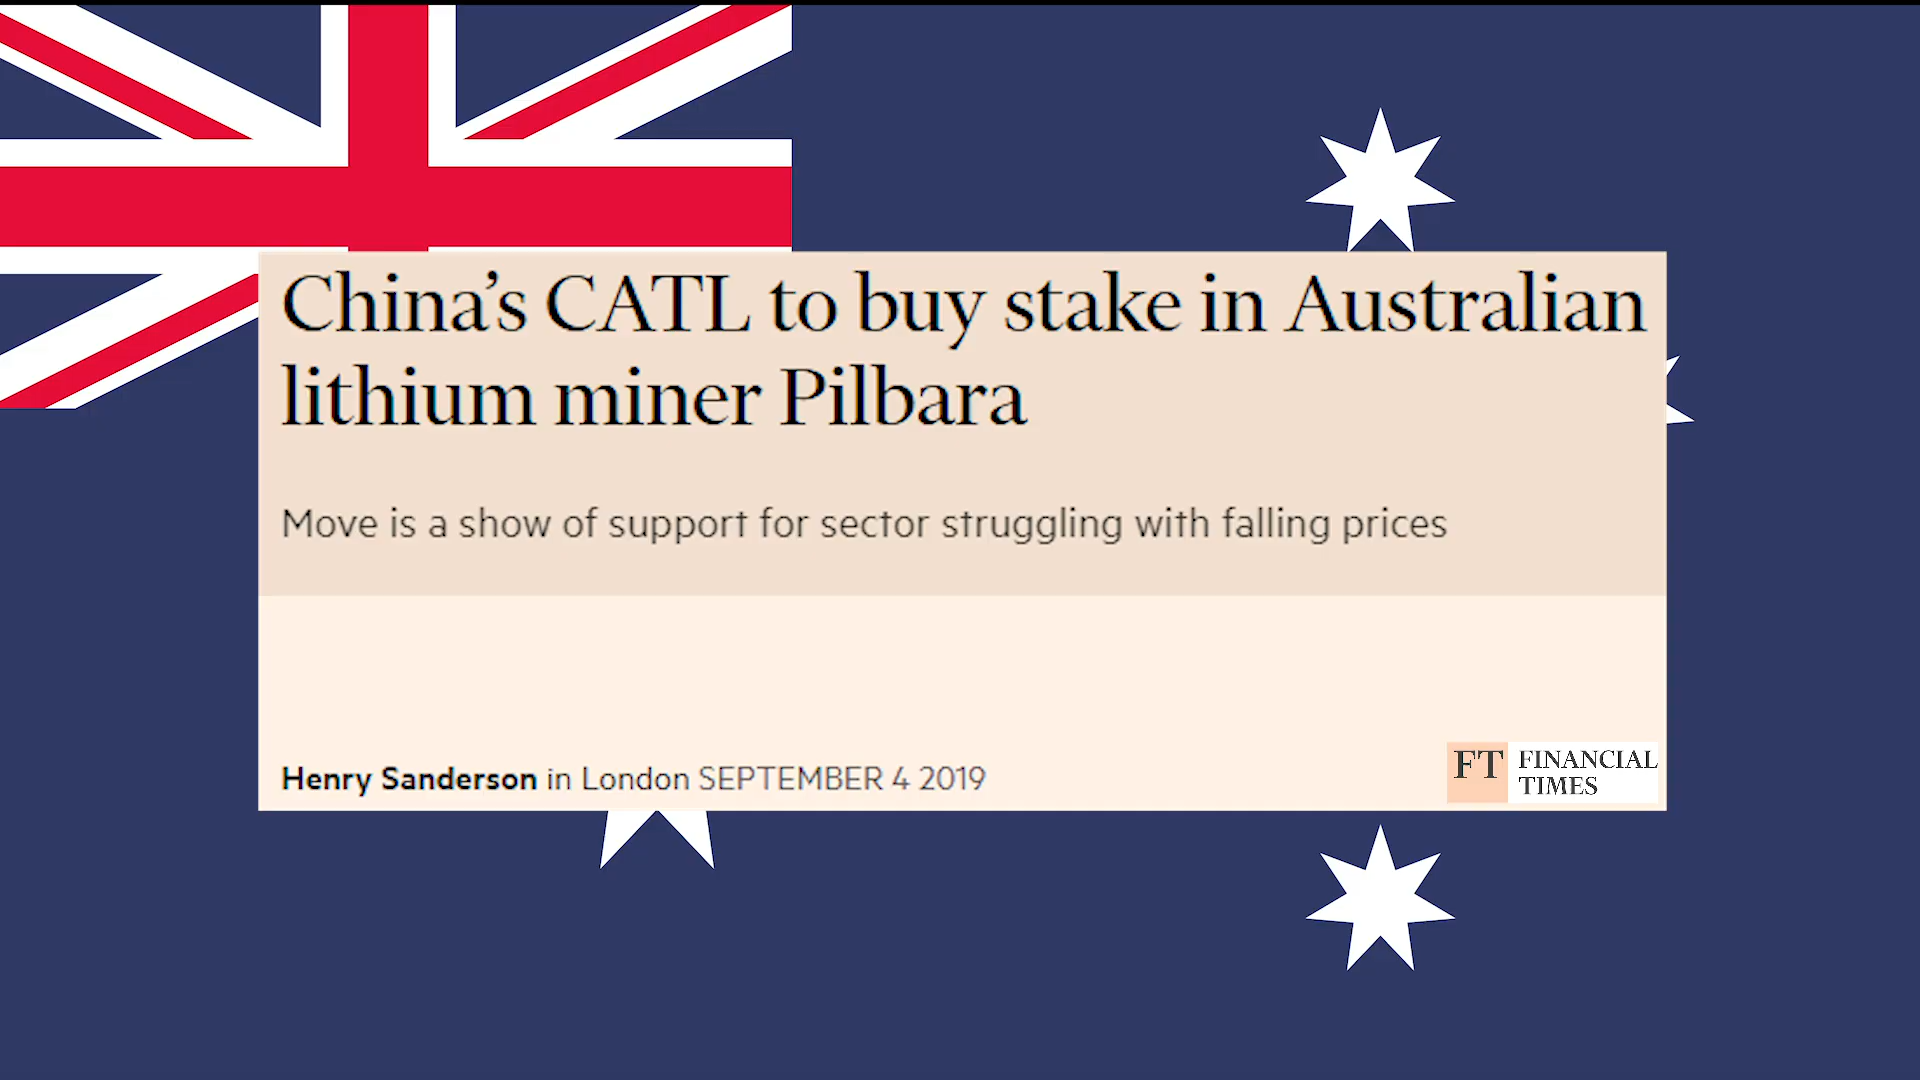 China's CATL to buy stake in Australian
lithium miner Pilbara
Move is a show of support for sector struggling with falling prices
Henry Sanderson in London SEPTEMBER 4 2019
FT FINANCIAL
TIMES